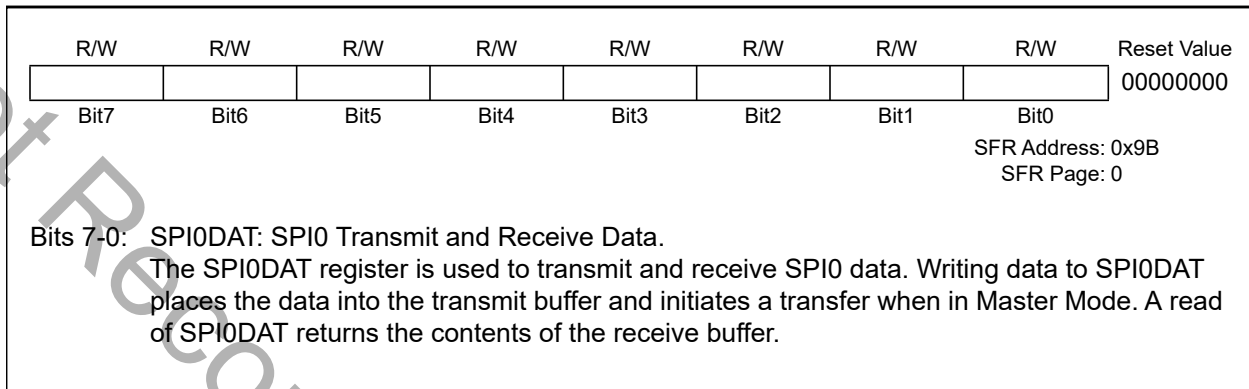 R/W R/W R/W R/W R/W R/W R/W R/W Reset Value
00000000
Bit7 Bit6 Bit5 Bit4 Bit3 Bit2 Bit1 Bit0
SFR Address: 0x9B
SFR Page: 0
Bits 7-0: SPI0DAT: SPI0 Transmit and Receive Data.
The SPI0DAT register is used to transmit and receive SPI0 data. Writing data to SPI0DAT
places the data into the transmit buffer and initiates a transfer when in Master Mode. A read
of SPI0DAT returns the contents of the receive buffer.